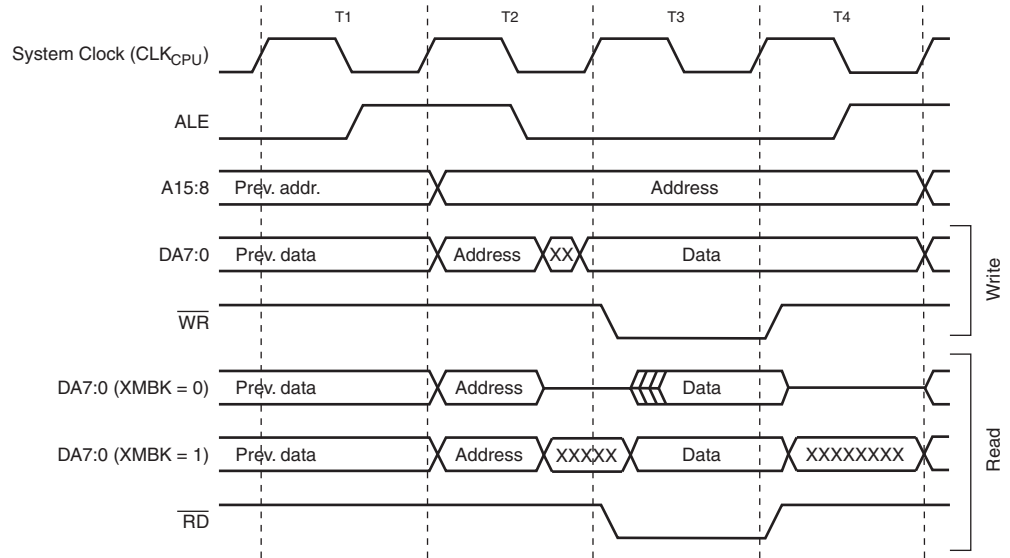 T1 T2 T3 T4
System Clock (CLKCPU)
ALE
A15:8 Prev. addr. Address
DA7:0 Prev. data Address XX Data
WR
Write
DA7:0 (XMBK = 0) Prev. data Address Data
DA7:0 (XMBK = 1) Prev. data Address XXXXX Data XXXXXXXX
RD
Read